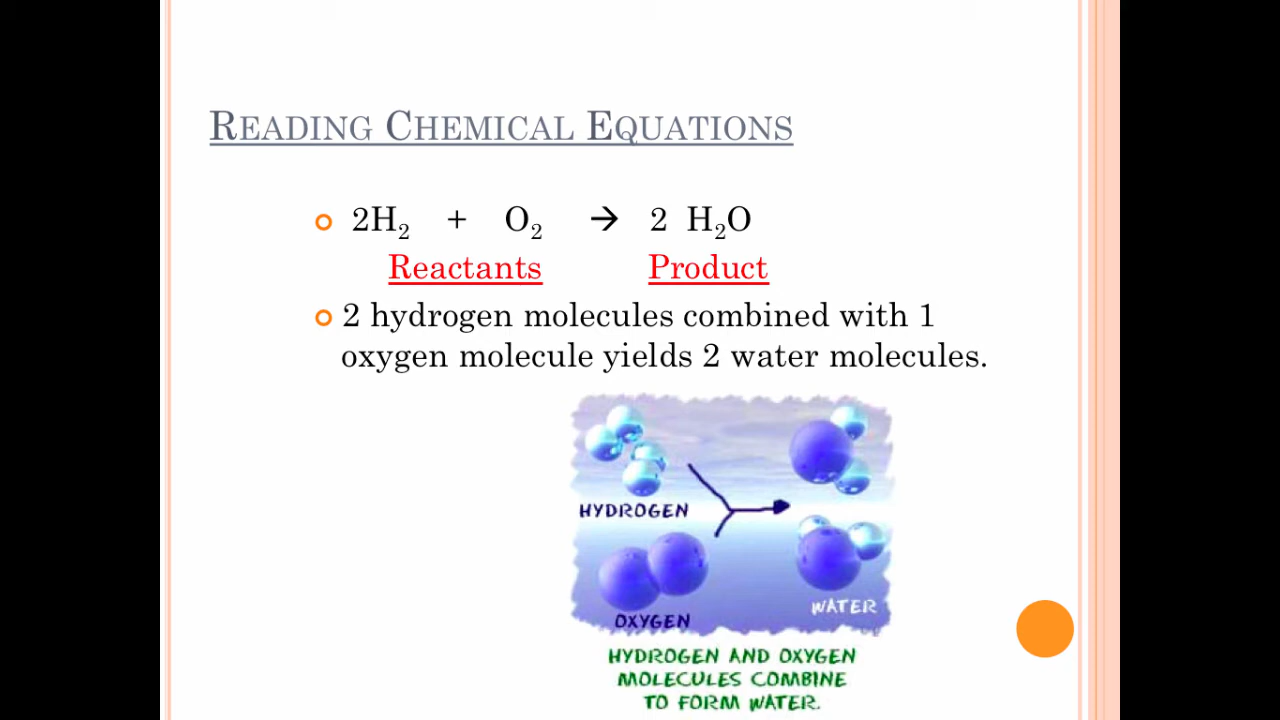 READING CHEMICAL EQUATIONS
2H₂ + O₂ → 2 H₂O
Reactants Product
2 hydrogen molecules combined with 1
oxygen molecule yields 2 water molecules.
HYDROGEN
OXYGEN
WATER
HYDROGEN AND OXYGEN
MOLECULES COMBINE
TO FORM WATER.